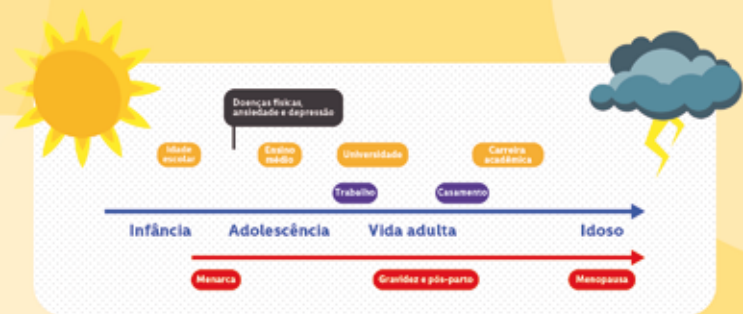 Doenças físicas,
ansiedade e depressão
Idade
escolar
Ensino
médio
Universidade
Carreira
acadêmica
Trabalho
Casamento
Infância
Adolescência
Vida adulta
Idoso
Menarca
Gravidez e pós-parto
Menopausa